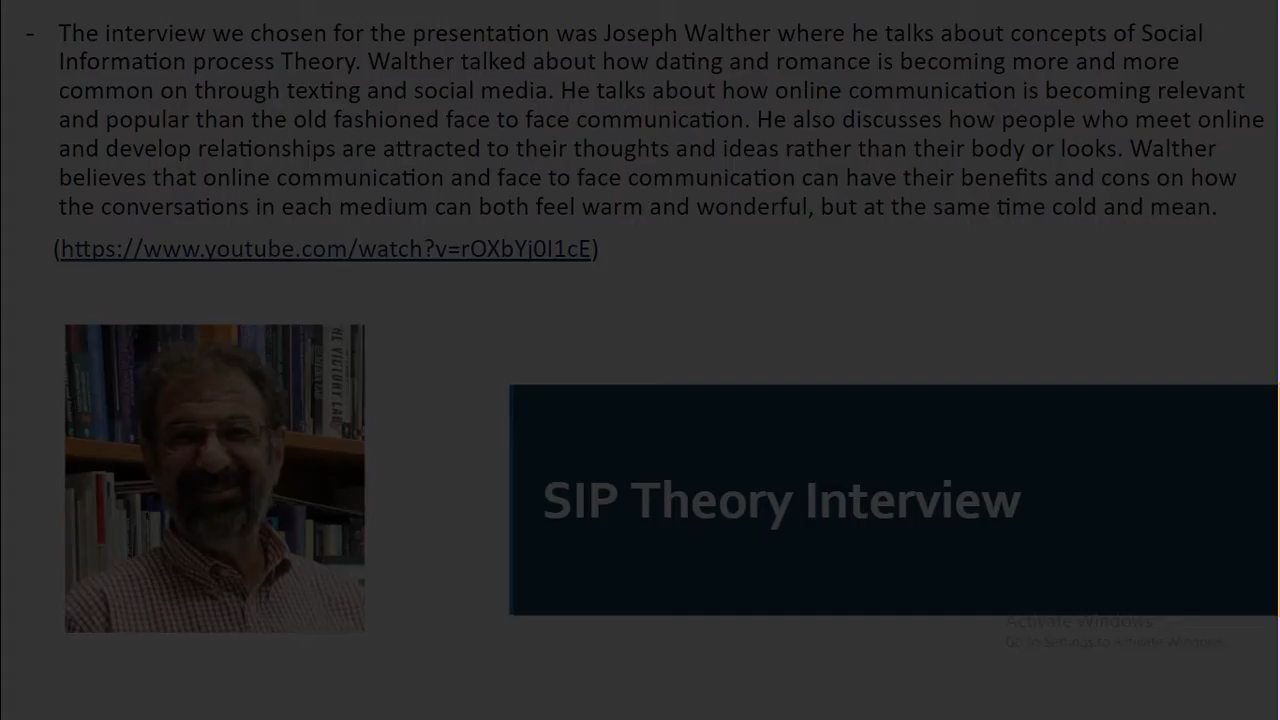 - The interview we chosen for the presentation was Joseph Walther where he talks about concepts of Social
Information process Theory. Walther talked about how dating and romance is becoming more and more
common on through texting and social media. He talks about how online communication is becoming relevant
and popular than the old fashioned face to face communication. He also discusses how people who meet online
and develop relationships are attracted to their thoughts and ideas rather than their body or looks. Walther
believes that online communication and face to face communication can have their benefits and cons on how
the conversations in each medium can both feel warm and wonderful, but at the same time cold and mean.
(https://www.youtube.com/watch?v=rOXbYj0I1cE)
SIP Theory Interview
Activate Windows
Go to Settings to activate Windows.